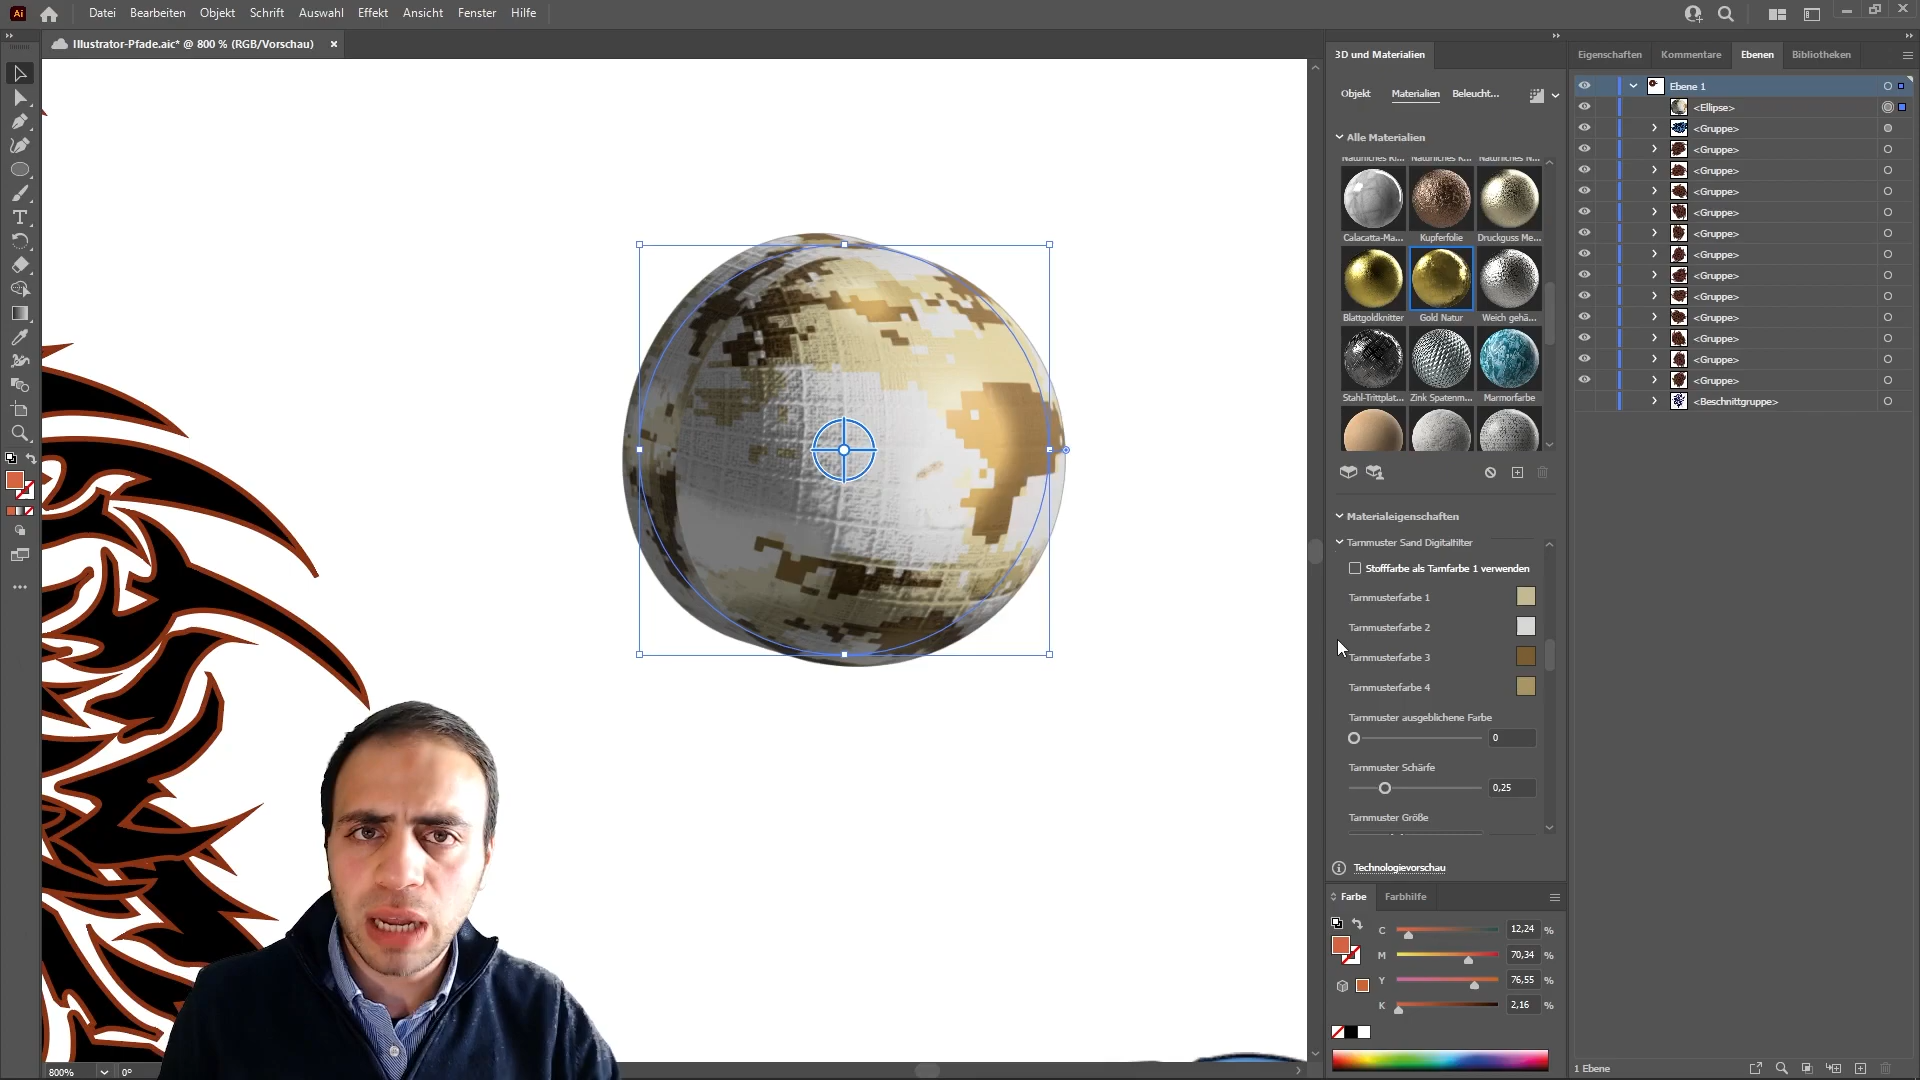 Ai
Datei Bearbeiten Objekt Schrift Auswahl Effekt Ansicht Fenster Hilfe
Illustrator-Pfade.aic* @ 800 % (RGB/Vorschau) ×
3D und Materialien
Objekt Materialien Beleucht...
Alle Materialien
Natürliches Ki... Natürliches K... Natürliches N...
Calacatta-Ma... Kupferfolie Druckguss Me...
Blattgoldknitter Gold Natur Weich gehä...
Stahl-Trittplat... Zink Spatenm... Marmorfarbe
Materialeigenschaften
Tarnmuster Sand Digitalfilter
Stofffarbe als Tarnfarbe 1 verwenden
Tarnmusterfarbe 1
Tarnmusterfarbe 2
Tarnmusterfarbe 3
Tarnmusterfarbe 4
Tarnmuster ausgeblichene Farbe
0
Tarnmuster Schärfe
0,25
Tarnmuster Größe
Technologievorschau
Farbe Farbhilfe
C 12,24 %
M 70,34 %
Y 76,55 %
K 2,16 %
Eigenschaften Kommentare Ebenen Bibliotheken
Ebene 1
<Ellipse>
<Gruppe>
<Gruppe>
<Gruppe>
<Gruppe>
<Gruppe>
<Gruppe>
<Gruppe>
<Gruppe>
<Gruppe>
<Gruppe>
<Gruppe>
<Gruppe>
<Gruppe>
<Beschnittgruppe>
1 Ebene
800% 0°